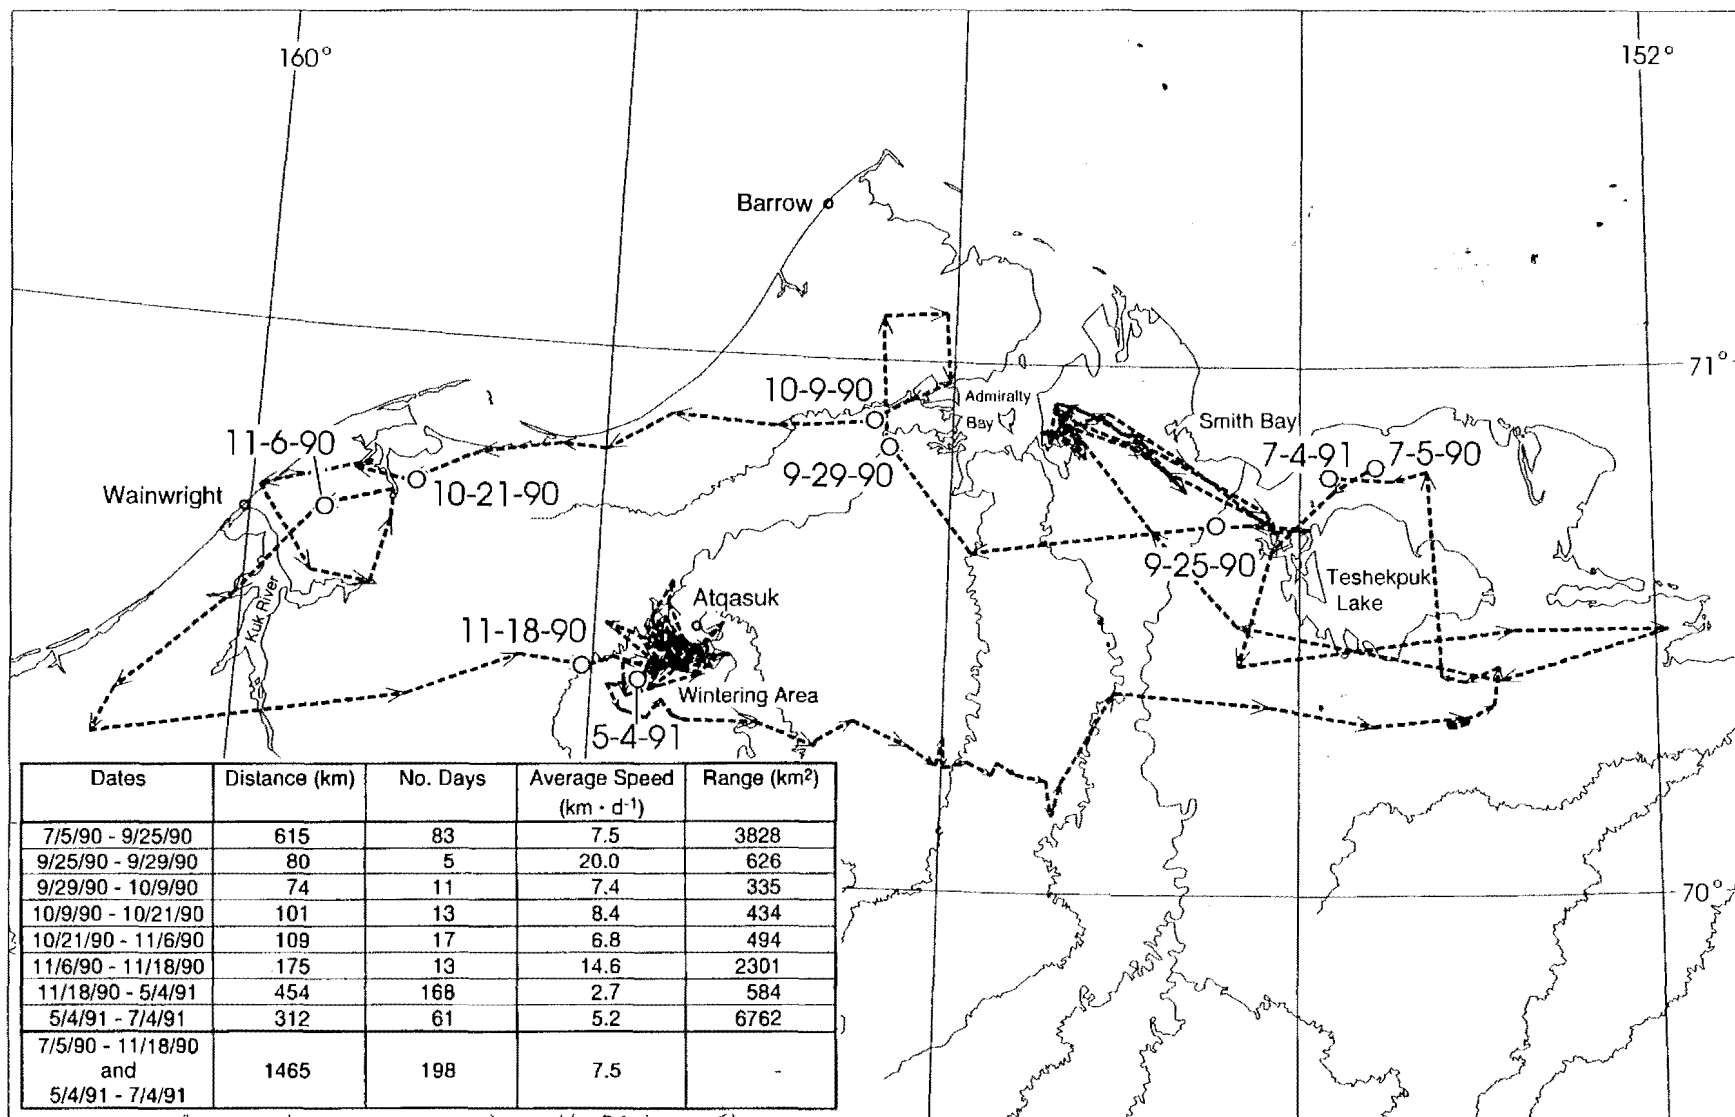 160°
152°
Barrow
71°
10-9-90
Admiralty
Bay
Smith Bay
11-6-90
7-4-91
7-5-90
9-29-90
Wainwright
10-21-90
9-25-90
Teshekpuk
Lake
Kuk River
Atqasuk
11-18-90
Wintering Area
5-4-91
70°
Dates Distance (km) No. Days Average Speed Range (km²)
(km · d⁻¹)
7/5/90 - 9/25/90 615 83 7.5 3828
9/25/90 - 9/29/90 80 5 20.0 626
9/29/90 - 10/9/90 74 11 7.4 335
10/9/90 - 10/21/90 101 13 8.4 434
10/21/90 - 11/6/90 109 17 6.8 494
11/6/90 - 11/18/90 175 13 14.6 2301
11/18/90 - 5/4/91 454 168 2.7 584
5/4/91 - 7/4/91 312 61 5.2 6762
7/5/90 - 11/18/90
and 1465 198 7.5 -
5/4/91 - 7/4/91